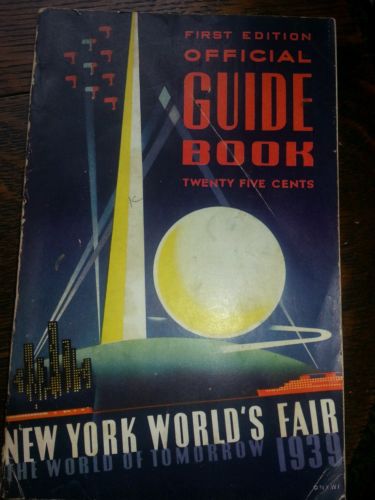 FIRST EDITION
OFFICIAL
GUIDE
BOOK
TWENTY FIVE CENTS
NEW YORK WORLD'S FAIR
THE WORLD OF TOMORROW 1939